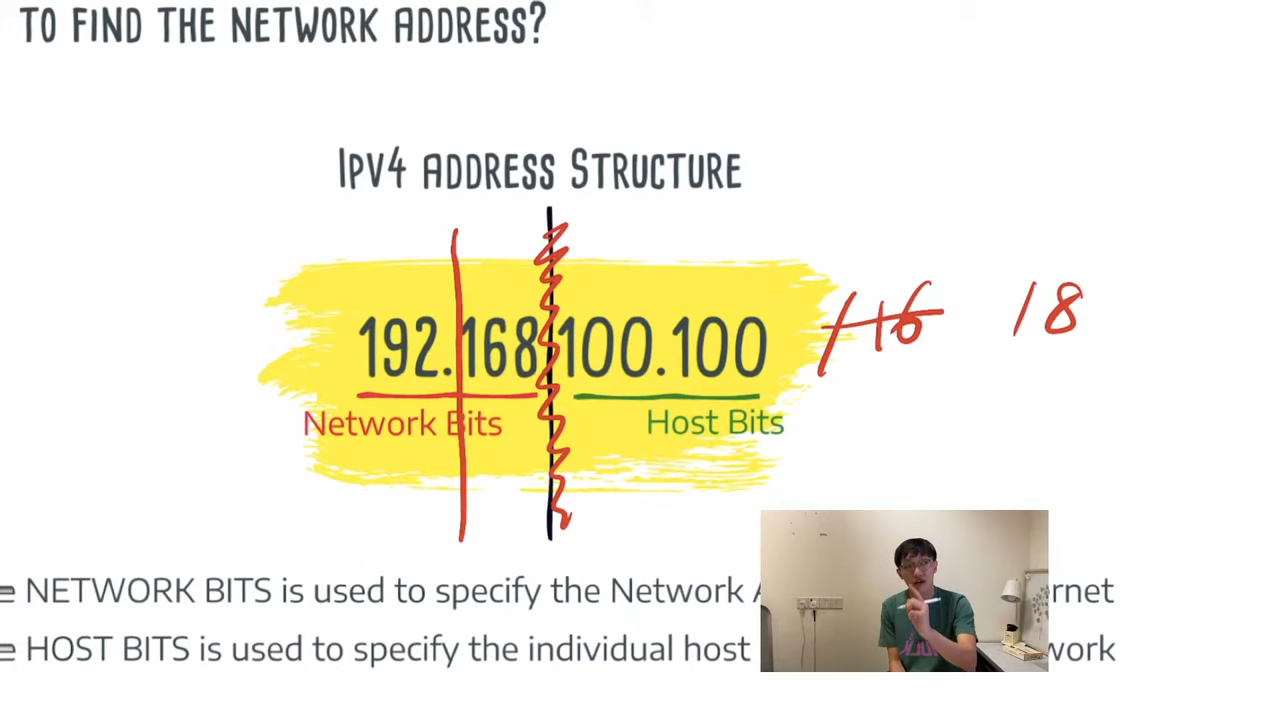 TO FIND THE NETWORK ADDRESS?
IPV4 ADDRESS STRUCTURE
192.168 100.100 /16 /8
Network Bits Host Bits
NETWORK BITS is used to specify the Network rnet
HOST BITS is used to specify the individual host work